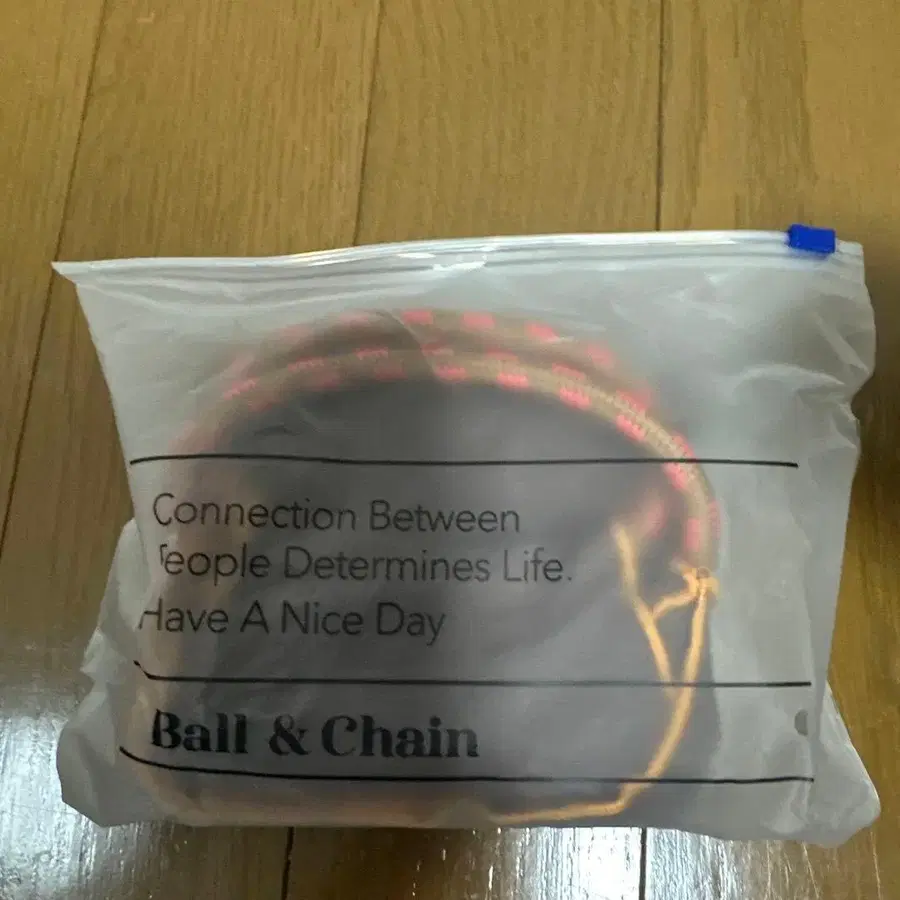 Connection Between
People Determines Life.
Have A Nice Day
Ball & Chain